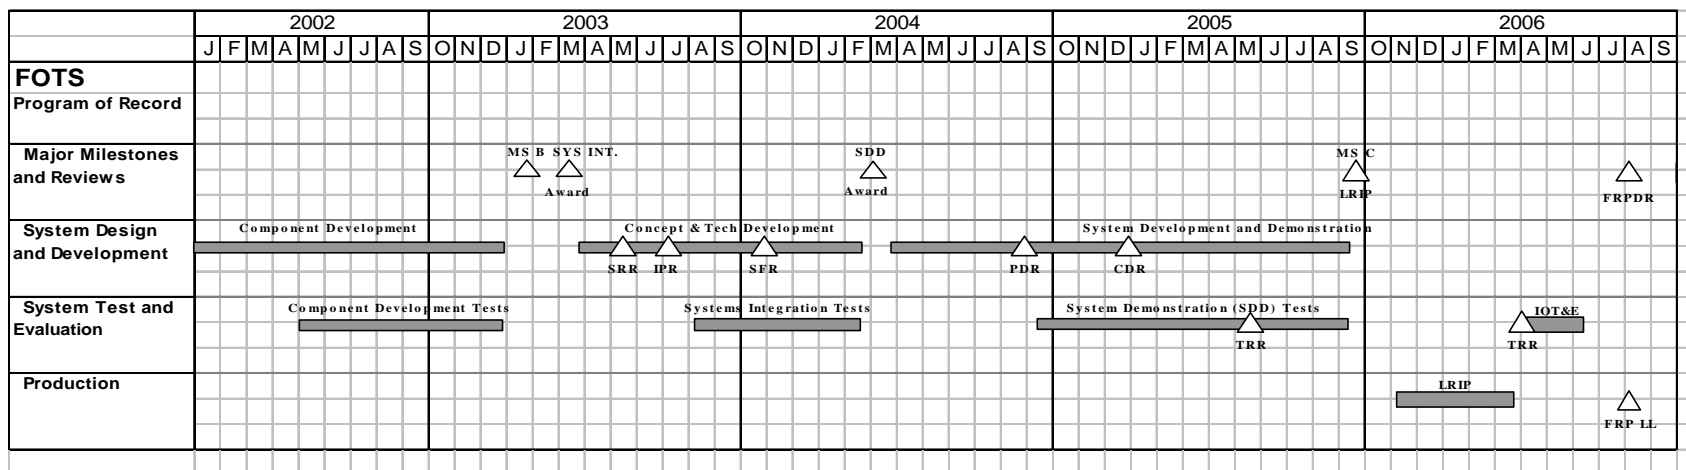 2002 2003 2004 2005 2006
J F M A M J J A S O N D J F M A M J J A S O N D J F M A M J J A S O N D J F M A M J J A S O N D J F M A M J J A S
FOTS
Program of Record
MS B SYS INT. SDD MS C
Major Milestones
and Reviews
Award Award LRIP FRPDR
Component Development Concept & Tech Development System Development and Demonstration
System Design
and Development
SRR IPR SFR PDR CDR
Component Development Tests Systems Integration Tests System Demonstration (SDD) Tests IOT&E
System Test and
Evaluation
TRR TRR
Production LRIP
FRP LL